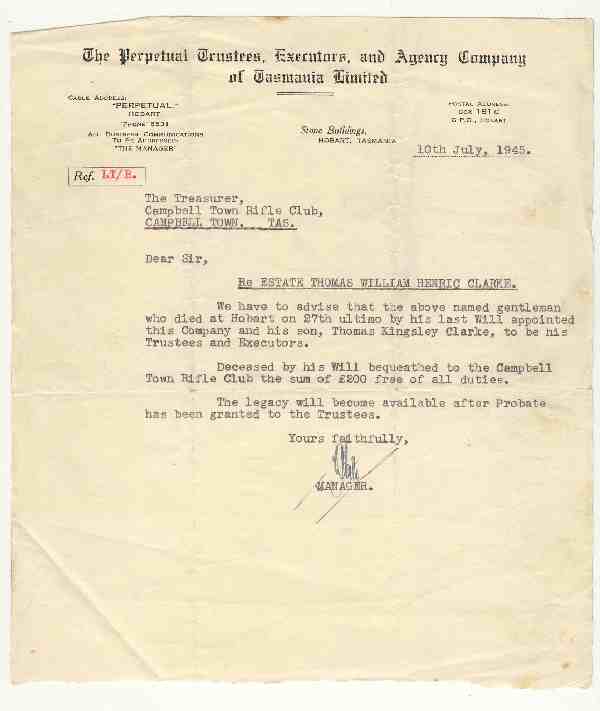 The Perpetual Trustees, Executors, and Agency Company
of Tasmania Limited
Cable Address:
"PERPETUAL,"
HOBART
'Phone 6531
All Business Communications
To Be Addressed:
"THE MANAGER"
Postal Address:
Box 181 C
G.P.O., Hobart
Stone Buildings,
HOBART, TASMANIA
10th July, 1945.
Ref. LT/B.
The Treasurer,
Campbell Town Rifle Club,
CAMPBELL TOWN. TAS.
Dear Sir,
Re ESTATE THOMAS WILLIAM HENRIC CLARKE.
We have to advise that the above named gentleman
who died at Hobart on 27th ultimo by his last Will appointed
this Company and his son, Thomas Kingsley Clarke, to be his
Trustees and Executors.
Deceased by his Will bequeathed to the Campbell
Town Rifle Club the sum of £200 free of all duties.
The legacy will become available after Probate
has been granted to the Trustees.
Yours faithfully,
MANAGER.